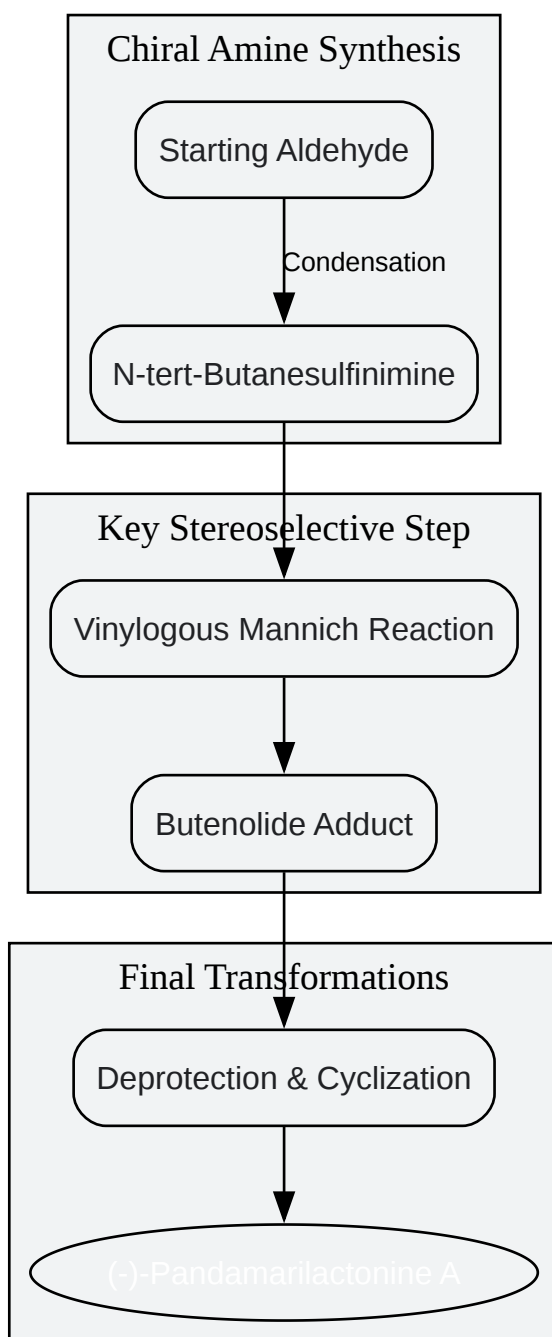 Chiral Amine Synthesis
Starting Aldehyde
Condensation
N-tert-Butanesulfinimine
Key Stereoselective Step
Vinylogous Mannich Reaction
Butenolide Adduct
Final Transformations
Deprotection & Cyclization
(-)-Pandamarilactonine A